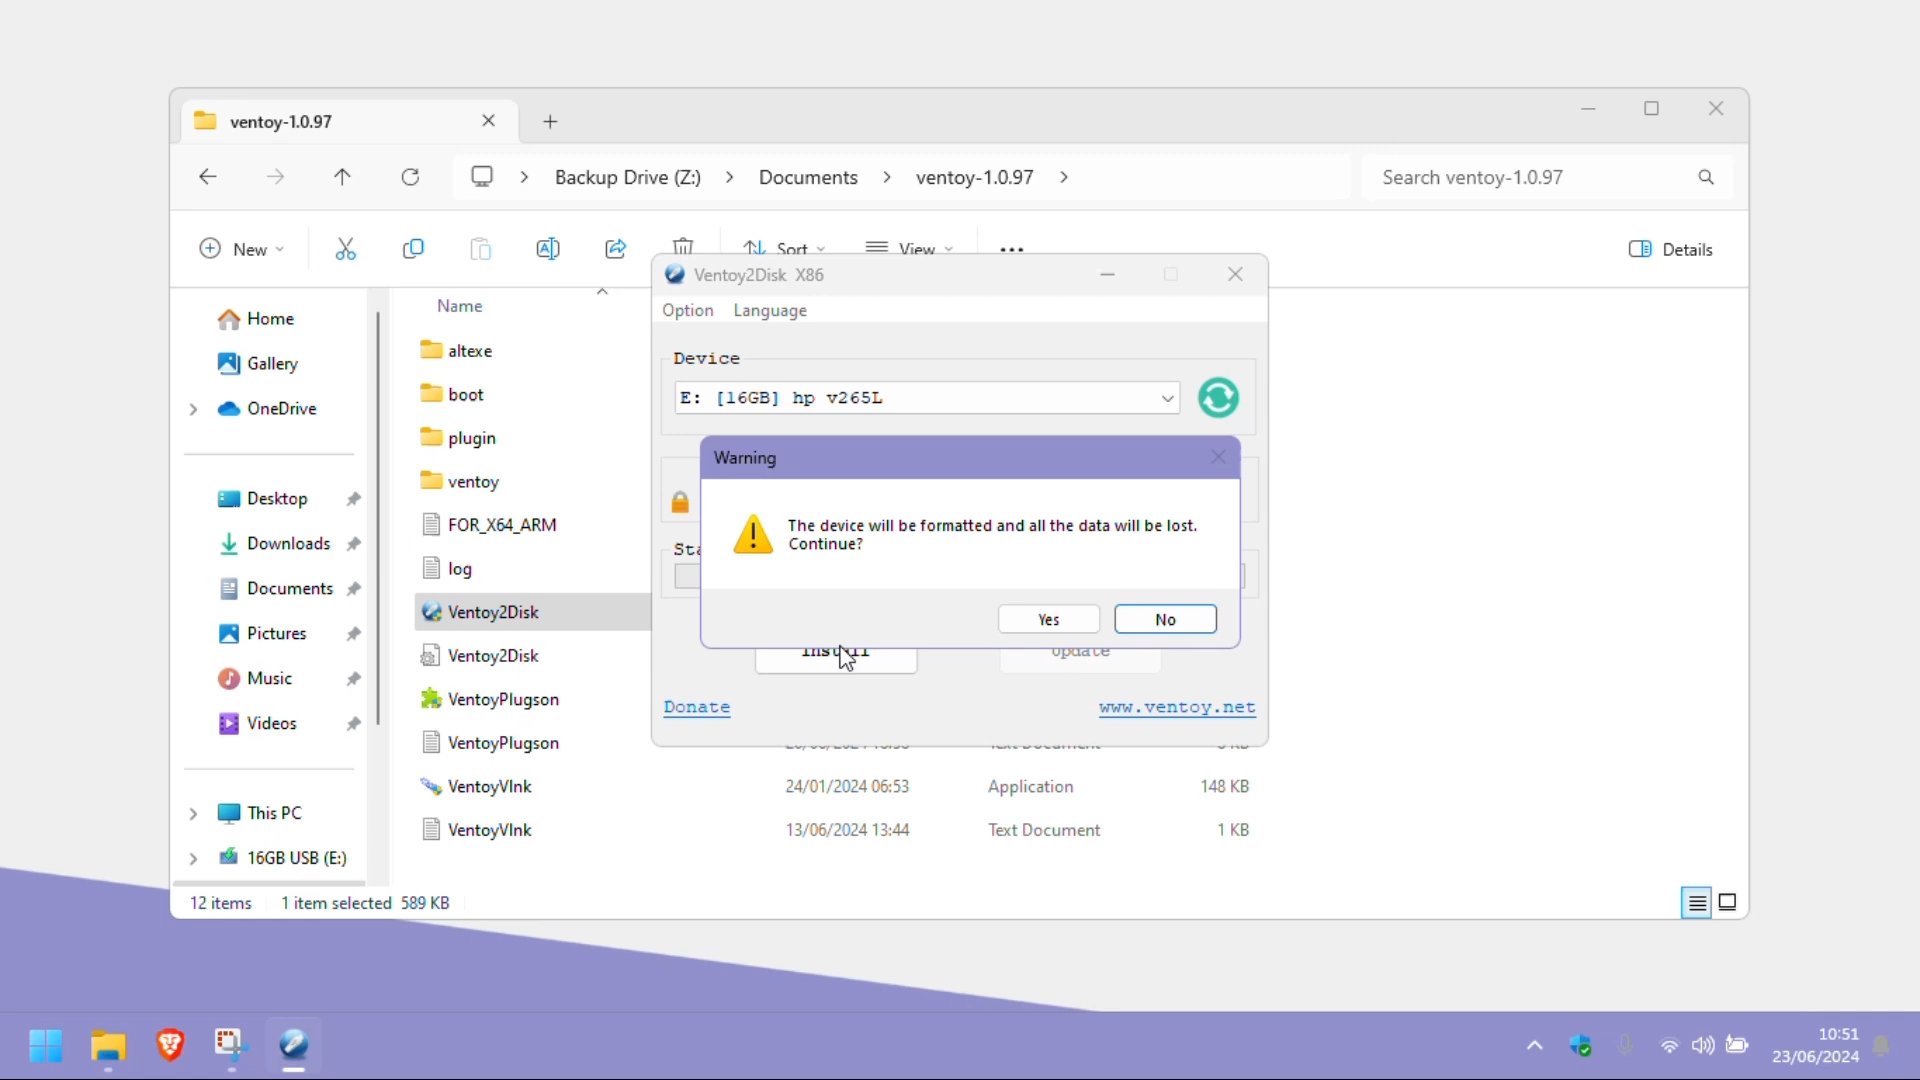 ventoy-1.0.97
Backup Drive (Z:)
Documents
ventoy-1.0.97
Search ventoy-1.0.97
New
Sort
View
Details
Ventoy2Disk X86
Option
Language
Device
E: [16GB] hp v265L
Warning
The device will be formatted and all the data will be lost.
Continue?
Yes
No
Install
Update
Donate
www.ventoy.net
Home
Gallery
OneDrive
Desktop
Downloads
Documents
Pictures
Music
Videos
This PC
16GB USB (E:)
Name
altexe
boot
plugin
ventoy
FOR_X64_ARM
log
Ventoy2Disk
Ventoy2Disk
VentoyPlugson
VentoyPlugson
VentoyVlnk 24/01/2024 06:53 Application 148 KB
VentoyVlnk 13/06/2024 13:44 Text Document 1 KB
12 items 1 item selected 589 KB
10:51
23/06/2024